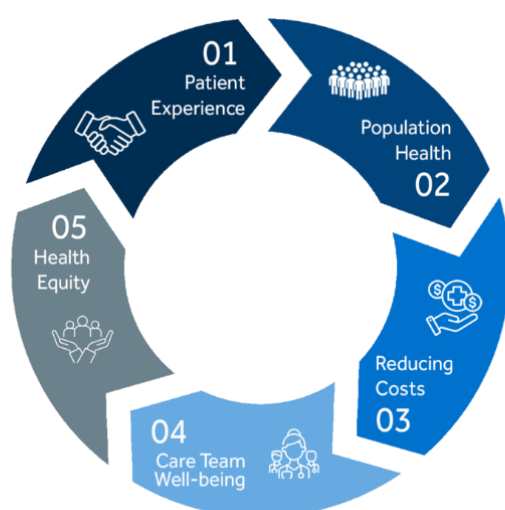 01
Patient
Experience
Population
Health
02
$
$
Reducing
Costs
03
04
Care Team
Well-being
05
Health
Equity